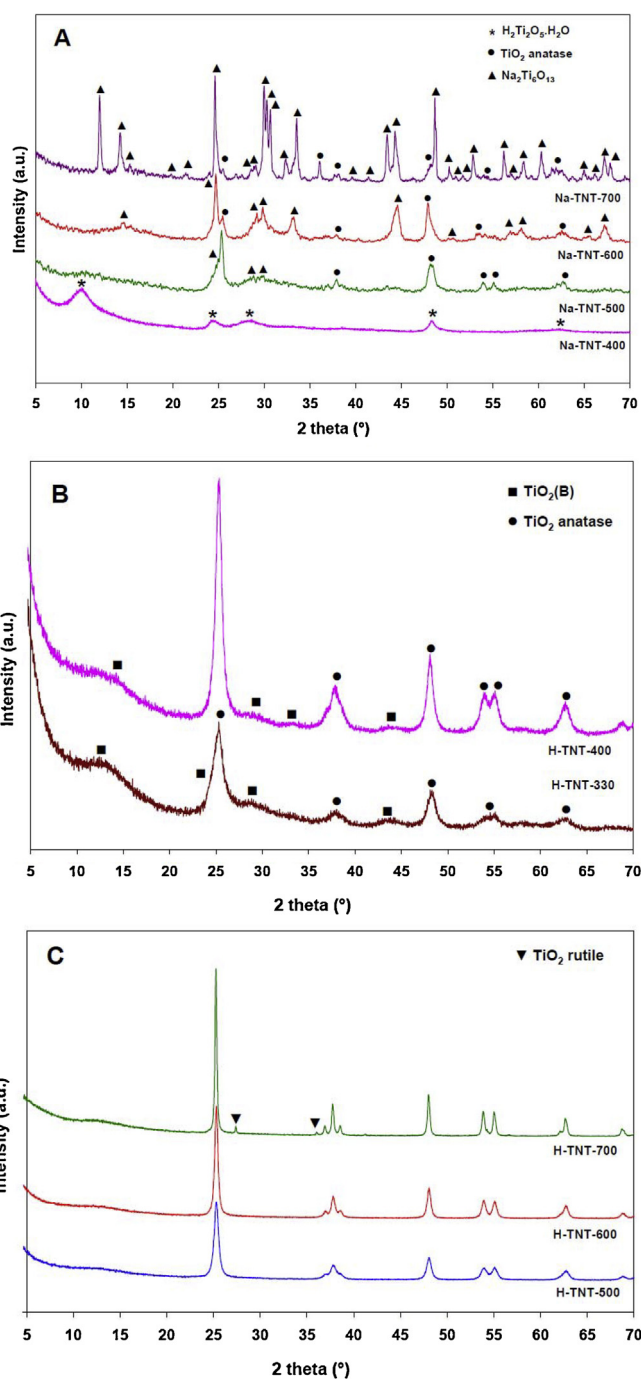 A
* H₂Ti₂O₅.H₂O
● TiO₂ anatase
▲ Na₂Ti₆O₁₃
Intensity (a.u.)
Na-TNT-700
Na-TNT-600
Na-TNT-500
Na-TNT-400
5 10 15 20 25 30 35 40 45 50 55 60 65 70
2 theta (°)
B
■ TiO₂(B)
● TiO₂ anatase
Intensity (a.u.)
H-TNT-400
H-TNT-330
5 10 15 20 25 30 35 40 45 50 55 60 65 70
2 theta (°)
C
▼ TiO₂ rutile
Intensity (a.u.)
H-TNT-700
H-TNT-600
H-TNT-500
5 10 15 20 25 30 35 40 45 50 55 60 65 70
2 theta (°)